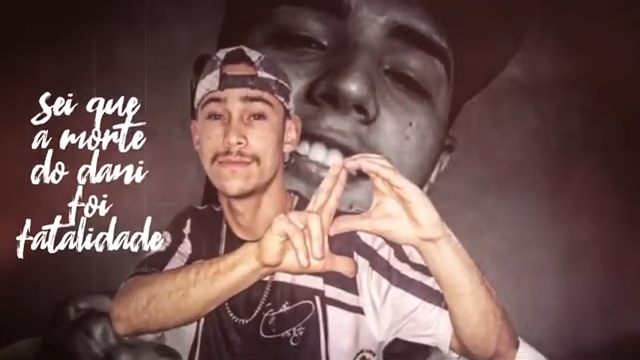 Sei que
a morte
do dani
foi
fatalidade